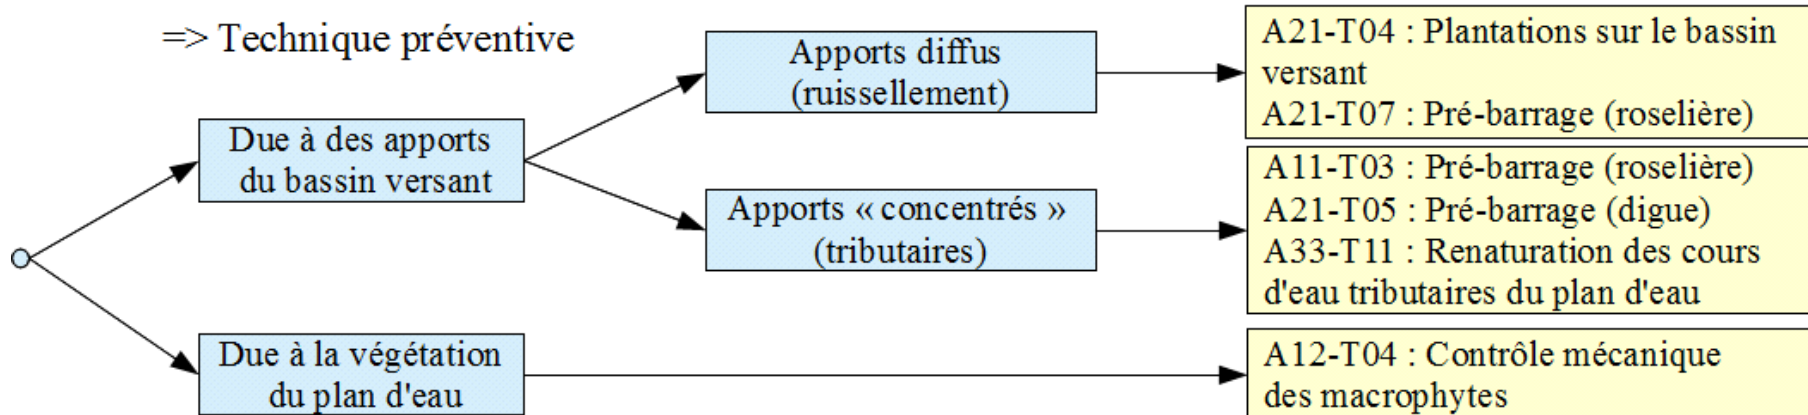 => Technique préventive
Due à des apports
du bassin versant
Apports diffus
(ruissellement)
A21-T04 : Plantations sur le bassin
versant
A21-T07 : Pré-barrage (roselière)
Apports « concentrés »
(tributaires)
A11-T03 : Pré-barrage (roselière)
A21-T05 : Pré-barrage (digue)
A33-T11 : Renaturation des cours
d'eau tributaires du plan d'eau
Due à la végétation
du plan d'eau
A12-T04 : Contrôle mécanique
des macrophytes